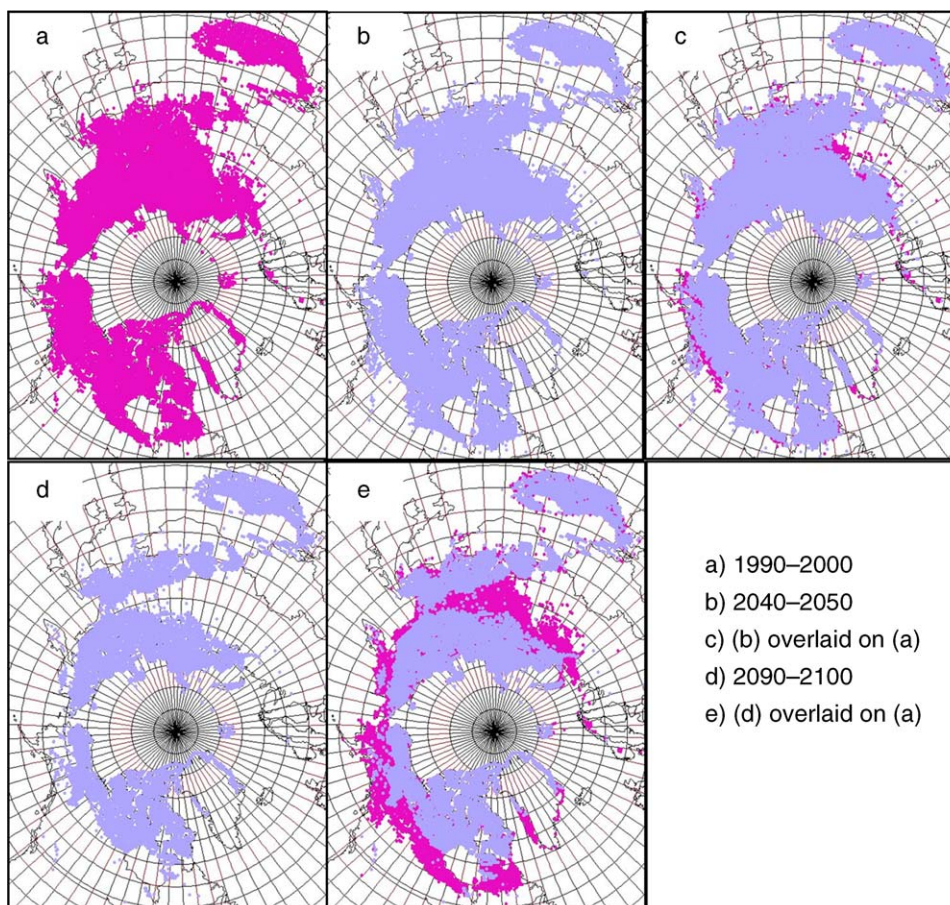 a
b
c
d
e
a) 1990–2000
b) 2040–2050
c) (b) overlaid on (a)
d) 2090–2100
e) (d) overlaid on (a)